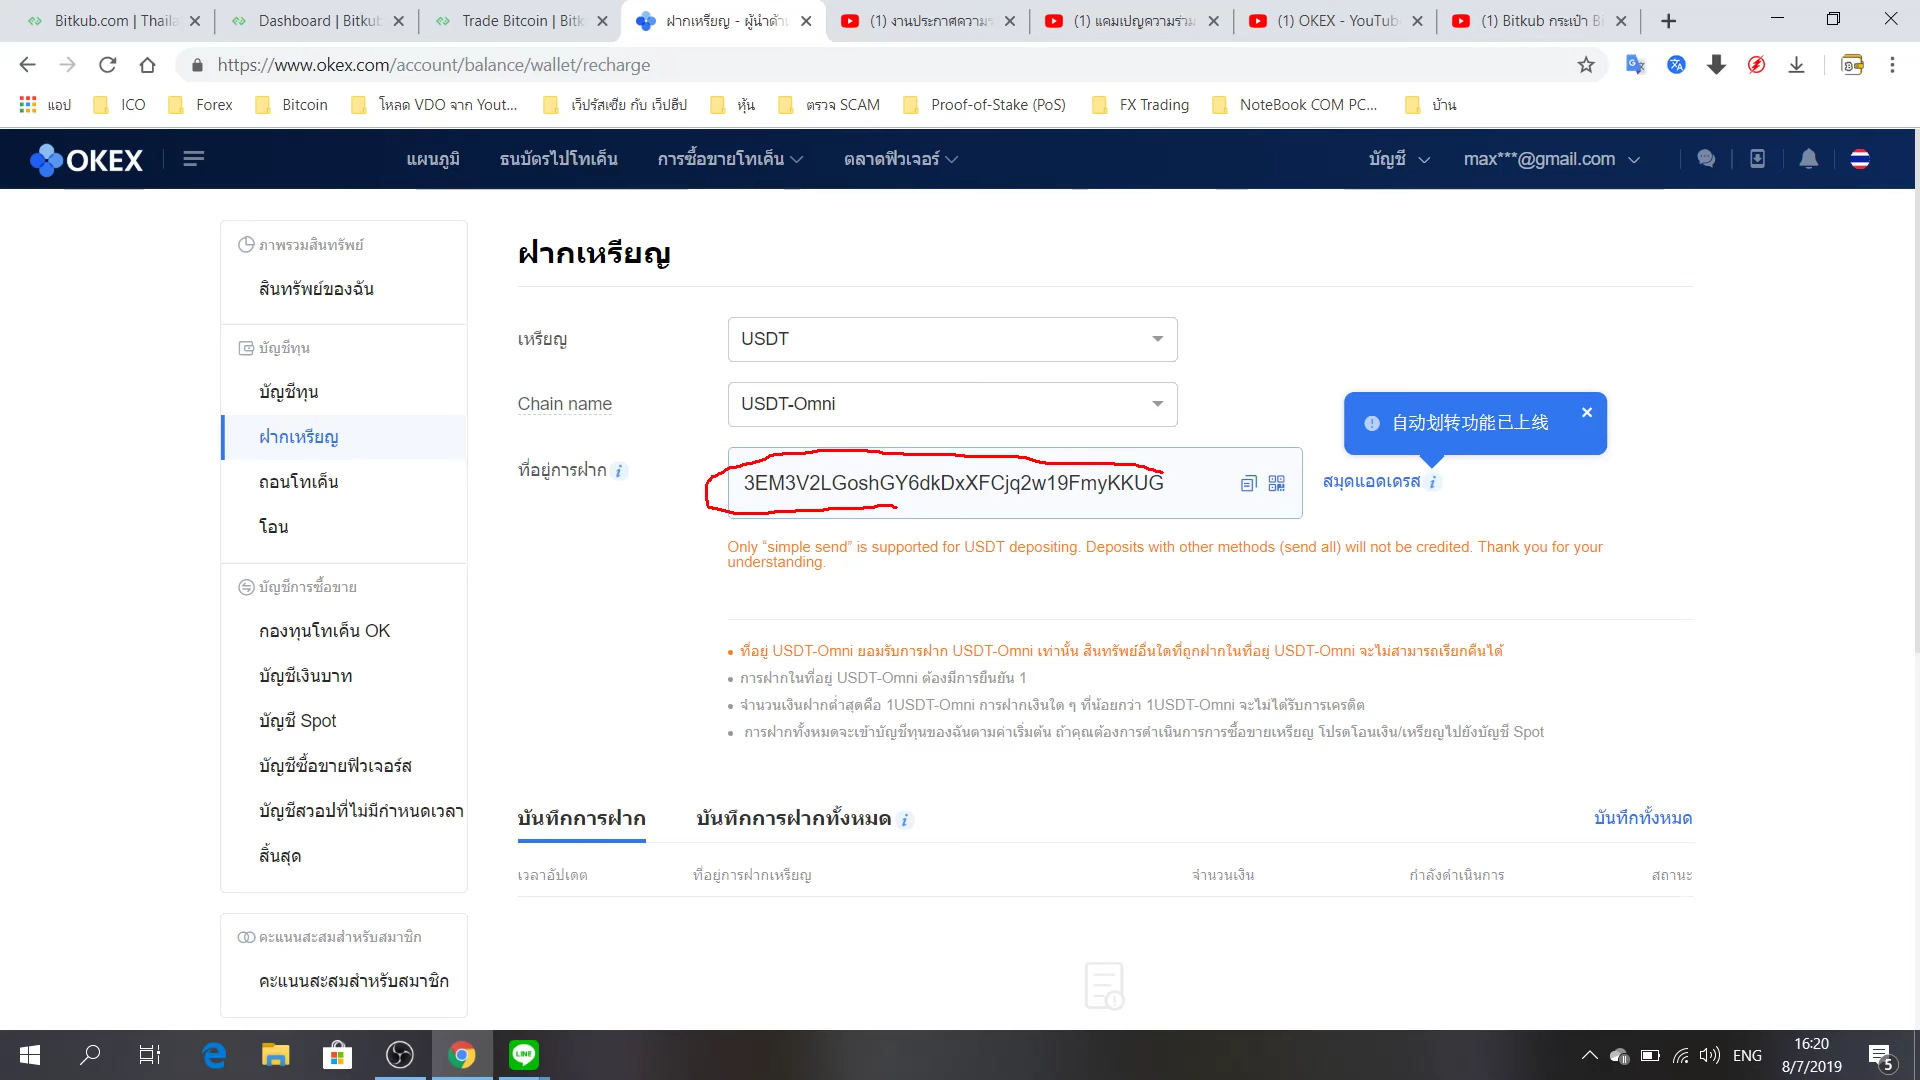 Bitkub.com | Thaila
Dashboard | Bitkub
Trade Bitcoin | Bitk
ฝากเหรียญ - ผู้นำด้าน
(1) งานประกาศความร
(1) แคมเปญความร่วม
(1) OKEX - YouTube
(1) Bitkub กระเป๋า Bi
https://www.okex.com/account/balance/wallet/recharge
แอป
ICO
Forex
Bitcoin
โหลด VDO จาก Yout...
เว็ปรัสเซีย กับ เว็ปฮีป
หุ้น
ตรวจ SCAM
Proof-of-Stake (PoS)
FX Trading
NoteBook COM PC...
บ้าน
OKEX
แผนภูมิ
ธนบัตรไปโทเค็น
การซื้อขายโทเค็น
ตลาดฟิวเจอร์
บัญชี
max***@gmail.com
ภาพรวมสินทรัพย์
สินทรัพย์ของฉัน
บัญชีทุน
บัญชีทุน
ฝากเหรียญ
ถอนโทเค็น
โอน
บัญชีการซื้อขาย
กองทุนโทเค็น OK
บัญชีเงินบาท
บัญชี Spot
บัญชีซื้อขายฟิวเจอร์ส
บัญชีสวอปที่ไม่มีกำหนดเวลา
สิ้นสุด
คะแนนสะสมสำหรับสมาชิก
คะแนนสะสมสำหรับสมาชิก
ฝากเหรียญ
เหรียญ
USDT
Chain name
USDT-Omni
自动划转功能已上线
ที่อยู่การฝาก
3EM3V2LGoshGY6dkDxXFCjq2w19FmyKKUG
สมุดแอดเดรส
Only “simple send” is supported for USDT depositing. Deposits with other methods (send all) will not be credited. Thank you for your
understanding.
ที่อยู่ USDT-Omni ยอมรับการฝาก USDT-Omni เท่านั้น สินทรัพย์อื่นใดที่ถูกฝากในที่อยู่ USDT-Omni จะไม่สามารถเรียกคืนได้
การฝากในที่อยู่ USDT-Omni ต้องมีการยืนยัน 1
จำนวนเงินฝากต่ำสุดคือ 1USDT-Omni การฝากเงินใด ๆ ที่น้อยกว่า 1USDT-Omni จะไม่ได้รับการเครดิต
การฝากทั้งหมดจะเข้าบัญชีทุนของฉันตามค่าเริ่มต้น ถ้าคุณต้องการดำเนินการการซื้อขายเหรียญ โปรดโอนเงิน/เหรียญไปยังบัญชี Spot
บันทึกการฝาก
บันทึกการฝากทั้งหมด
บันทึกทั้งหมด
เวลาอัปเดต
ที่อยู่การฝากเหรียญ
จำนวนเงิน
กำลังดำเนินการ
สถานะ
LINE
ENG
16:20
8/7/2019
5